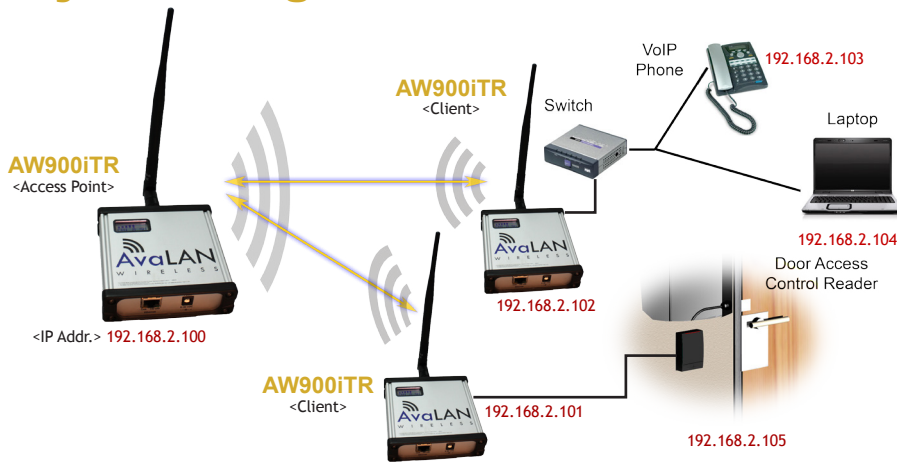 AW900iTR
<Access Point>
AvaLAN
WIRELESS
<IP Addr.> 192.168.2.100
AW900iTR
<Client>
AvaLAN
WIRELESS
192.168.2.102
Switch
VoIP
Phone
192.168.2.103
Laptop
192.168.2.104
Door Access
Control Reader
192.168.2.105
AW900iTR
<Client>
AvaLAN
WIRELESS
192.168.2.101